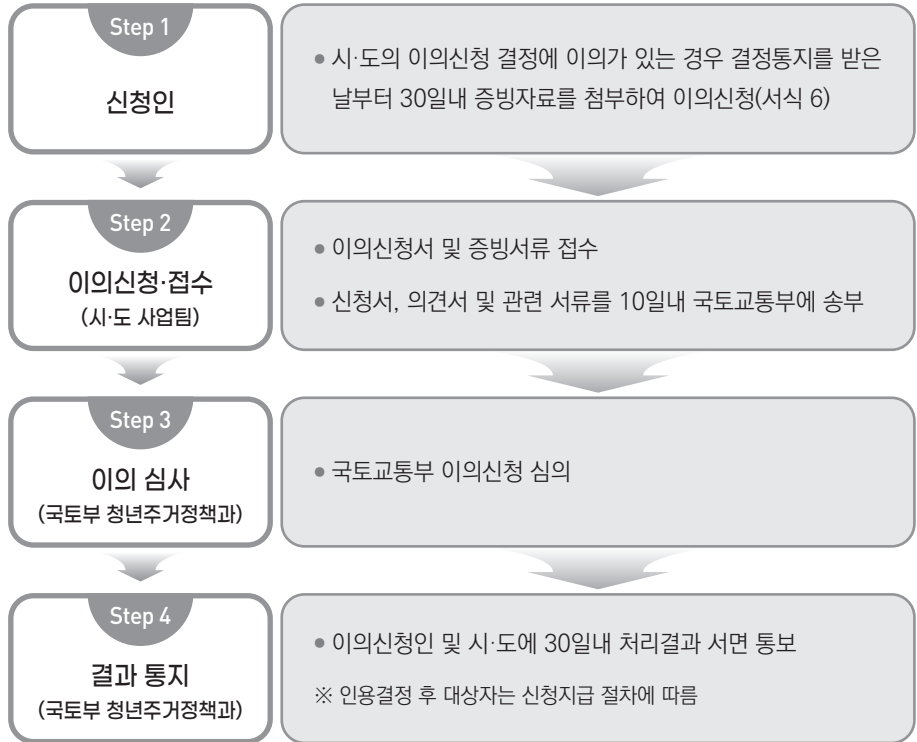 Step 1
신청인
• 시·도의 이의신청 결정에 이의가 있는 경우 결정통지를 받은
날부터 30일내 증빙자료를 첨부하여 이의신청(서식 6)
Step 2
이의신청·접수
(시·도 사업팀)
• 이의신청서 및 증빙서류 접수
• 신청서, 의견서 및 관련 서류를 10일내 국토교통부에 송부
Step 3
이의 심사
(국토부 청년주거정책과)
• 국토교통부 이의신청 심의
Step 4
결과 통지
(국토부 청년주거정책과)
• 이의신청인 및 시·도에 30일내 처리결과 서면 통보
※ 인용결정 후 대상자는 신청지급 절차에 따름